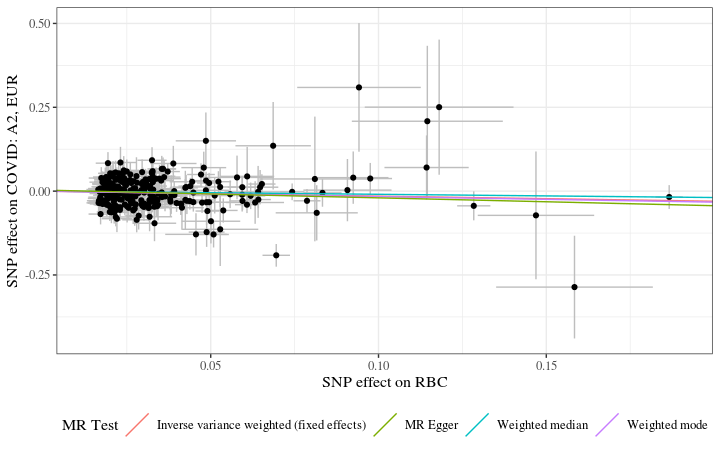 SNP effect on COVID: A2, EUR
0.50
0.25
0.00
-0.25
0.05
0.10
0.15
SNP effect on RBC
MR Test
Inverse variance weighted (fixed effects)
MR Egger
Weighted median
Weighted mode